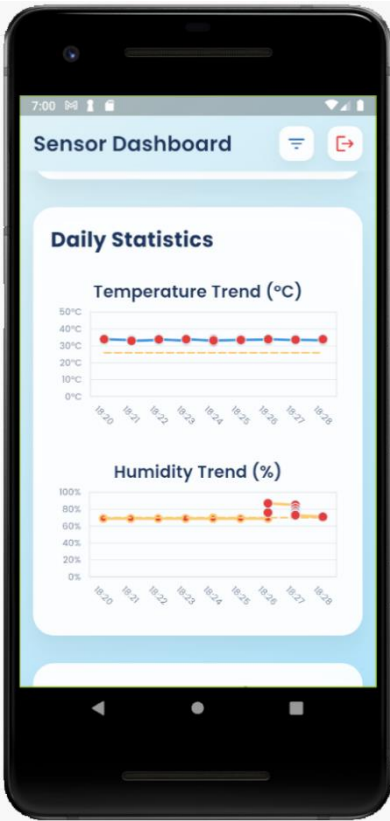 7:00
Sensor Dashboard
Daily Statistics
Temperature Trend (°C)
50°C
40°C
30°C
20°C
10°C
0°C
18:20 18:21 18:22 18:23 18:24 18:25 18:26 18:27 18:28
Humidity Trend (%)
100%
80%
60%
40%
20%
0%
18:20 18:21 18:22 18:23 18:24 18:25 18:26 18:27 18:28